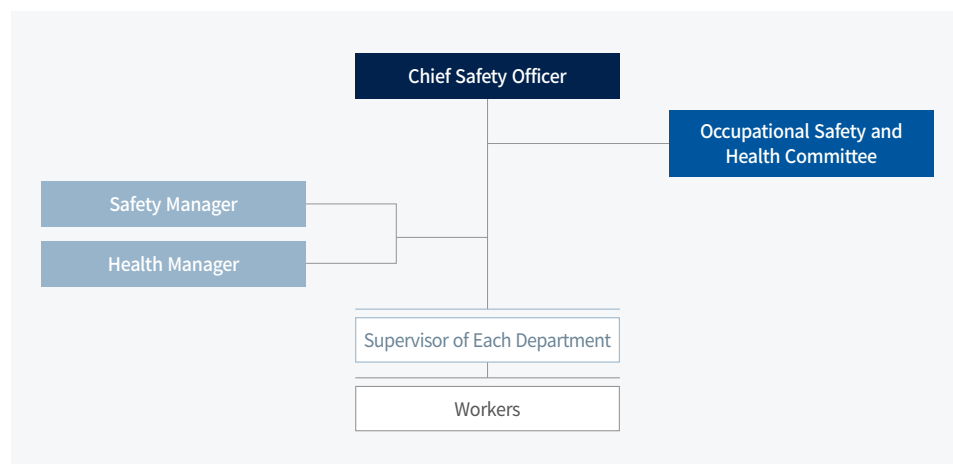 Chief Safety Officer
Occupational Safety and
Health Committee
Safety Manager
Health Manager
Supervisor of Each Department
Workers